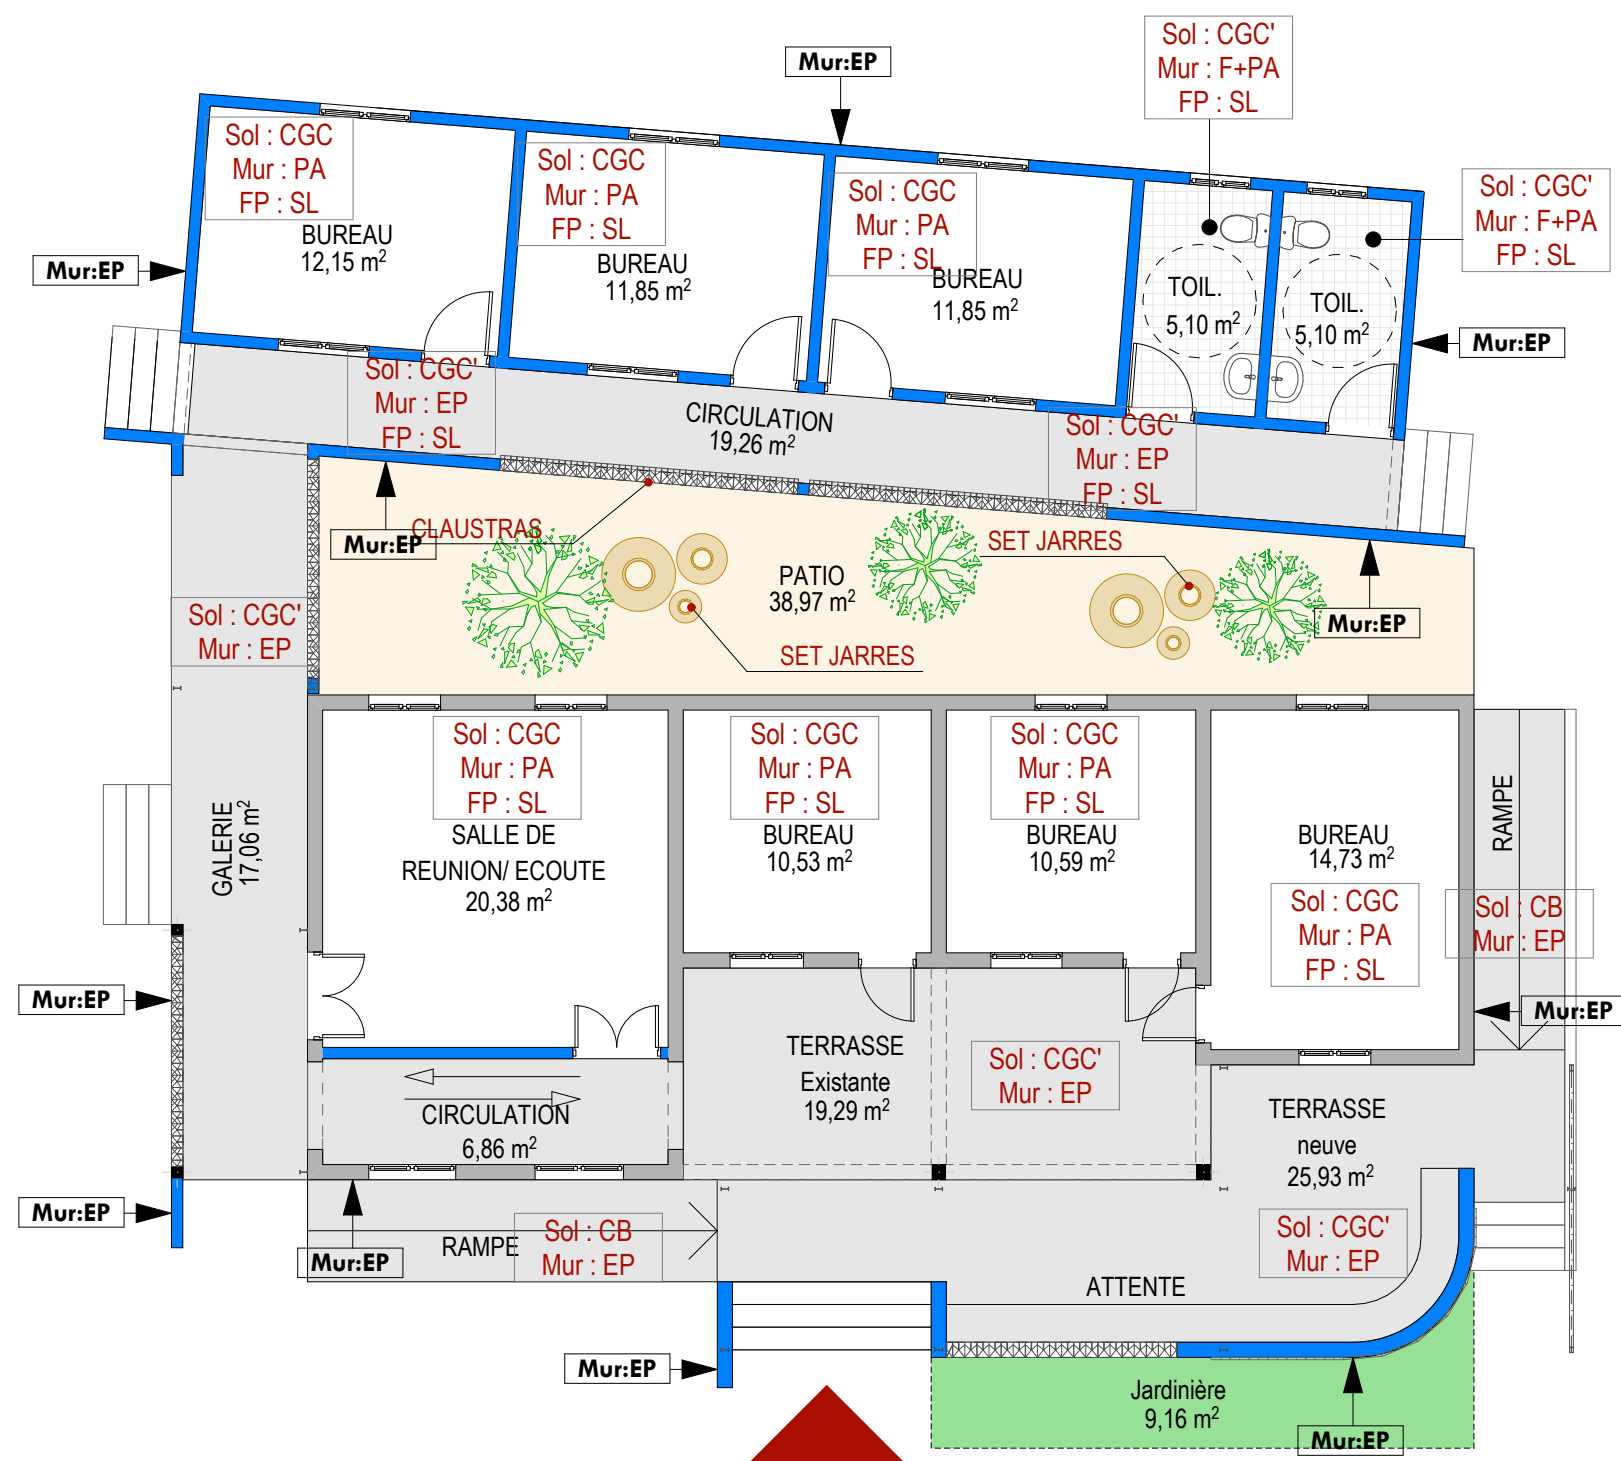 Sol : CGC'
Mur : F+PA
FP : SL
Mur:EP
Sol : CGC
Mur : PA
FP : SL
BUREAU
12,15 m²
Sol : CGC
Mur : PA
FP : SL
BUREAU
11,85 m²
Sol : CGC
Mur : PA
FP : SL
BUREAU
11,85 m²
Sol : CGC'
Mur : F+PA
FP : SL
Mur:EP
TOIL.
5,10 m²
TOIL.
5,10 m²
Mur:EP
Sol : CGC'
Mur : EP
FP : SL
CIRCULATION
19,26 m²
Sol : CGC'
Mur : EP
FP : SL
CLAUSTRAS
Mur:EP
SET JARRES
PATIO
38,97 m²
Mur:EP
Sol : CGC'
Mur : EP
SET JARRES
Sol : CGC
Mur : PA
FP : SL
SALLE DE
REUNION/ ECOUTE
20,38 m²
Sol : CGC
Mur : PA
FP : SL
BUREAU
10,53 m²
Sol : CGC
Mur : PA
FP : SL
BUREAU
10,59 m²
BUREAU
14,73 m²
Sol : CGC
Mur : PA
FP : SL
RAMPE
GALERIE
17,06 m²
Sol : CB
Mur : EP
Mur:EP
Mur:EP
TERRASSE
Existante
19,29 m²
Sol : CGC'
Mur : EP
CIRCULATION
6,86 m²
TERRASSE
neuve
25,93 m²
Mur:EP
Mur:EP
RAMPE
Sol : CB
Mur : EP
Sol : CGC'
Mur : EP
ATTENTE
Mur:EP
Jardinière
9,16 m²
Mur:EP